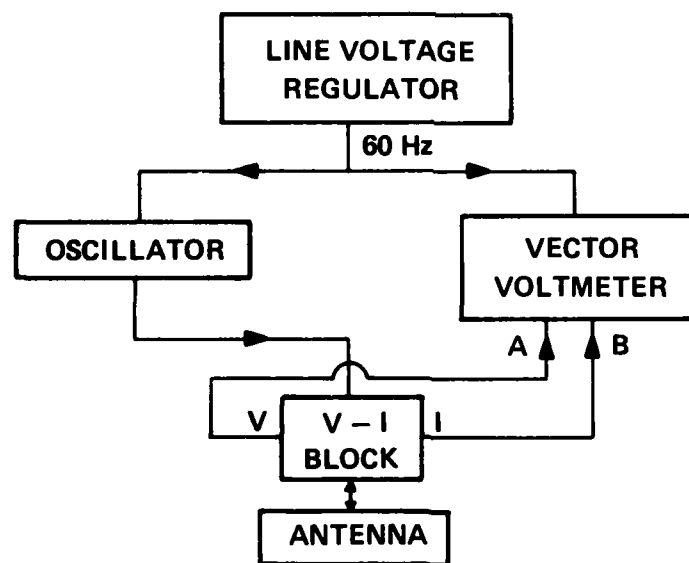 LINE VOLTAGE
REGULATOR
60 Hz
OSCILLATOR
VECTOR
VOLTMETER
A
B
V
V – I
I
BLOCK
ANTENNA